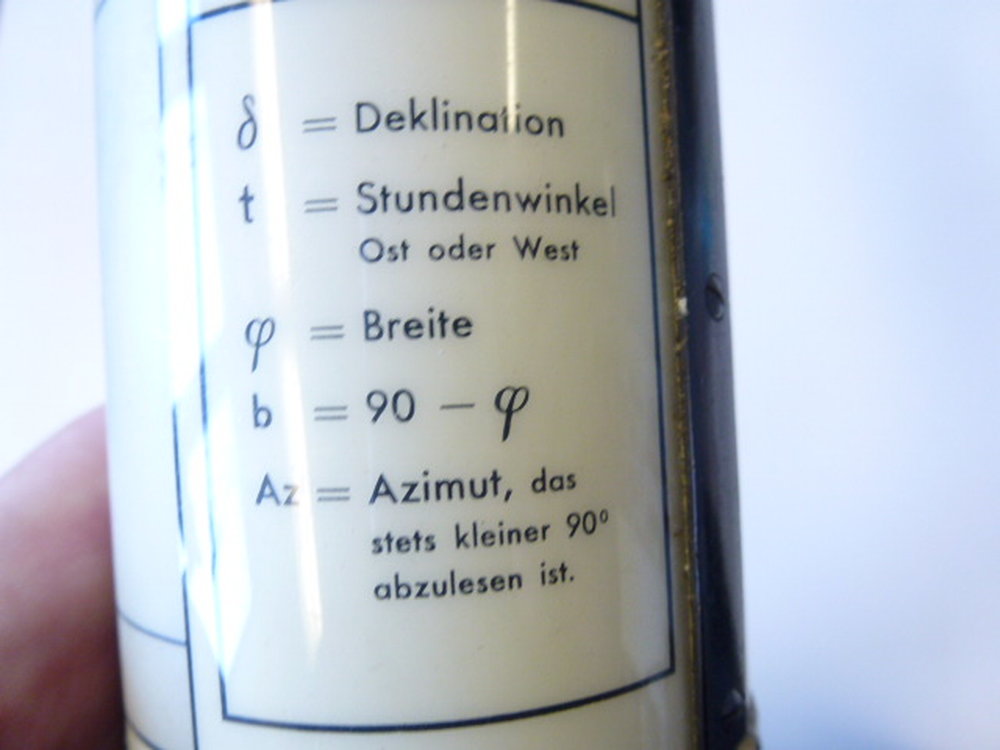 δ = Deklination
t = Stundenwinkel
Ost oder West
φ = Breite
b = 90 − φ
Az = Azimut, das
stets kleiner 90°
abzulesen ist.